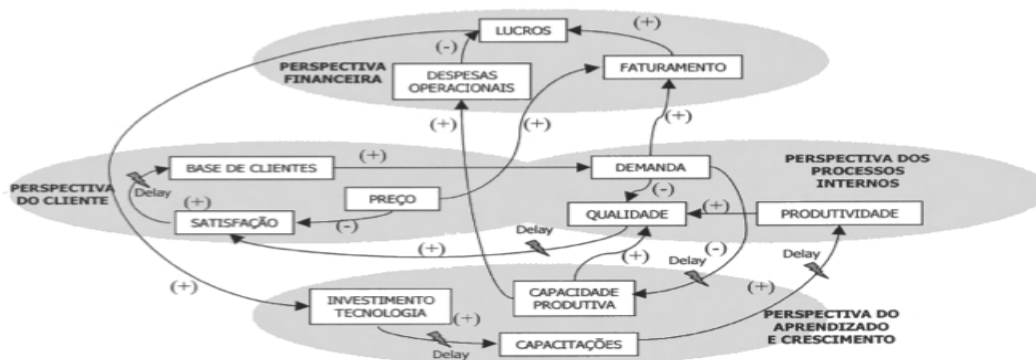 (+)
LUCROS
(+)
(-)
PERSPECTIVA
FINANCEIRA
DESPESAS
OPERACIONAIS
FATURAMENTO
(+)
(+)
(+)
BASE DE CLIENTES
(+)
DEMANDA
PERSPECTIVA DOS
PROCESSOS
INTERNOS
Delay
PERSPECTIVA
DO CLIENTE
PREÇO
(-)
(+)
SATISFAÇÃO
(-)
QUALIDADE
(+)
PRODUTIVIDADE
Delay
(+)
(+)
(-)
Delay
Delay
(+)
INVESTIMENTO
TECNOLOGIA
(+)
CAPACIDADE
PRODUTIVA
(+)
Delay
CAPACITAÇÕES
PERSPECTIVA DO
APRENDIZADO
E CRESCIMENTO